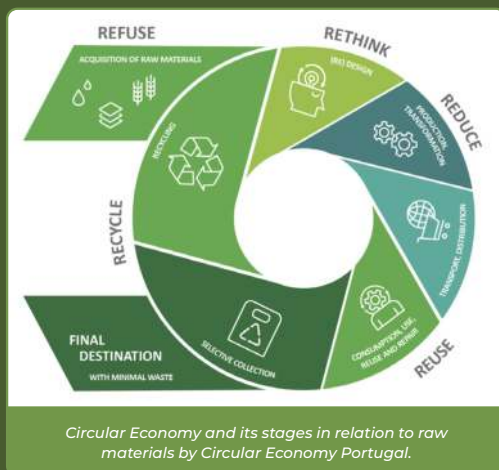 REFUSE
ACQUISITION OF RAW MATERIALS
RETHINK
(RE) DESIGN
REDUCE
PRODUCTION,
TRANSFORMATION
TRANSPORT, DISTRIBUTION
REUSE
CONSUMPTION, USE,
REUSE AND REPAIR
SELECTIVE COLLECTION
RECYCLE
RECYCLING
FINAL
DESTINATION
WITH MINIMAL WASTE
Circular Economy and its stages in relation to raw
materials by Circular Economy Portugal.